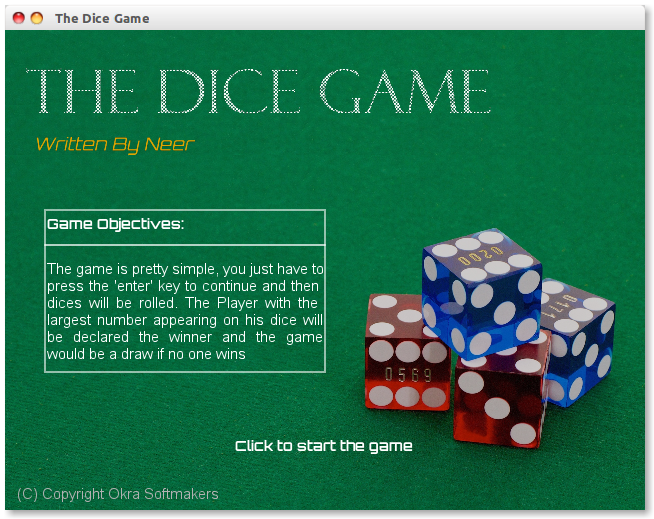 The Dice Game
THE DICE GAME
Written By Neer
Game Objectives:
The game is pretty simple, you just have to
press the 'enter' key to continue and then
dices will be rolled. The Player with the
largest number appearing on his dice will
be declared the winner and the game
would be a draw if no one wins
0200
0569
Click to start the game
(C) Copyright Okra Softmakers